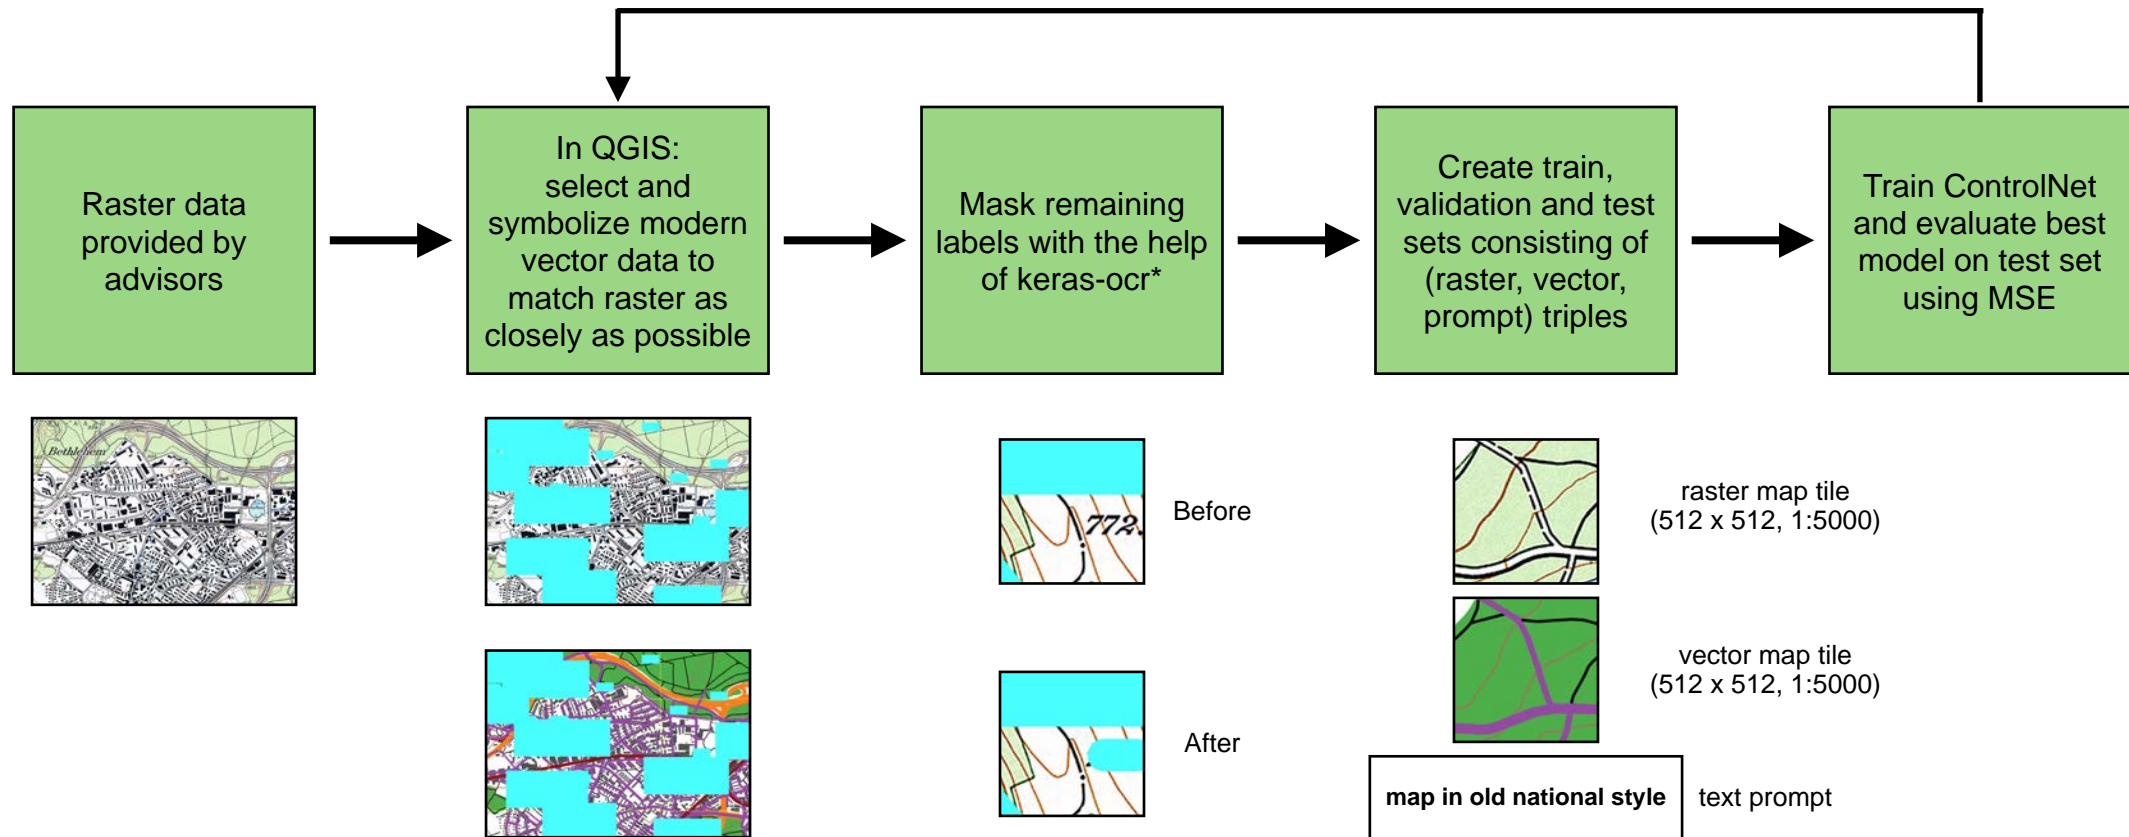 Raster data
provided by
advisors
In QGIS:
select and
symbolize modern
vector data to
match raster as
closely as possible
Mask remaining
labels with the help
of keras-ocr*
Create train,
validation and test
sets consisting of
(raster, vector,
prompt) triples
Train ControlNet
and evaluate best
model on test set
using MSE
Bethlehem
772.
Before
After
raster map tile
(512 x 512, 1:5000)
vector map tile
(512 x 512, 1:5000)
map in old national style
text prompt